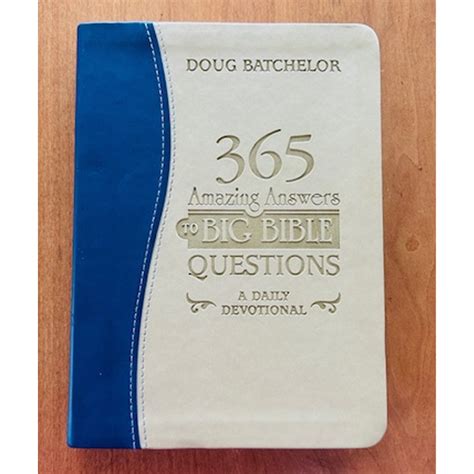 DOUG BATCHELOR
365
Amazing Answers
TO BIG BIBLE
QUESTIONS
A DAILY
DEVOTIONAL